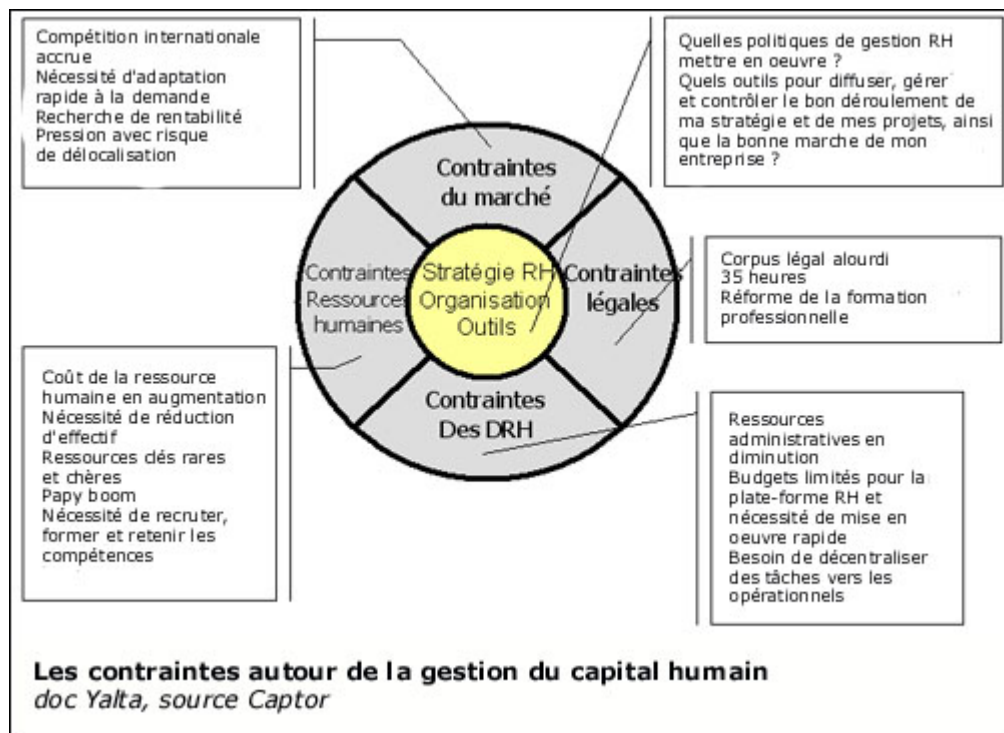 Compétition internationale
accrue
Nécessité d'adaptation
rapide à la demande
Recherche de rentabilité
Pression avec risque
de délocalisation
Quelles politiques de gestion RH
mettre en oeuvre ?
Quels outils pour diffuser, gérer
et contrôler le bon déroulement de
ma stratégie et de mes projets, ainsi
que la bonne marche de mon
entreprise ?
Contraintes
du marché
Contraintes
Ressources
humaines
Stratégie RH
Organisation
Outils
Contraintes
légales
Corpus légal alourdi
35 heures
Réforme de la formation
professionnelle
Contraintes
Des DRH
Coût de la ressource
humaine en augmentation
Nécessité de réduction
d'effectif
Ressources clés rares
et chères
Papy boom
Nécessité de recruter,
former et retenir les
compétences
Ressources
administratives en
diminution
Budgets limités pour la
plate-forme RH et
nécessité de mise en
oeuvre rapide
Besoin de décentraliser
des tâches vers les
opérationnels
Les contraintes autour de la gestion du capital humain
doc Yalta, source Captor